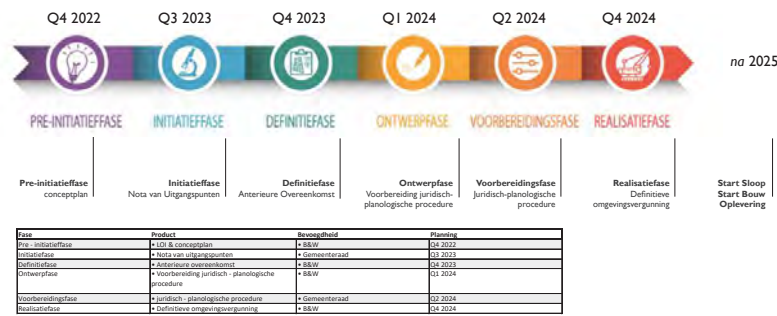 Q4 2022
Q3 2023
Q4 2023
Q1 2024
Q2 2024
Q4 2024
na 2025
PRE-INITIATIEFFASE
INITIATIEFFASE
DEFINITIEFASE
ONTWERPFASE
VOORBEREIDINGSFASE
REALISATIEFASE
Pre-initiatieffase
conceptplan
Initiatieffase
Nota van Uitgangspunten
Definitiefase
Anterieure Overeenkomst
Ontwerpfase
Voorbereiding juridisch-
planologische procedure
Voorbereidingsfase
Juridisch-planologische
procedure
Realisatiefase
Definitieve
omgevingsvergunning
Start Sloop
Start Bouw
Oplevering
Fase Product Bevoegdheid Planning
Pre - initiatieffase • LOI & conceptplan • B&W Q4 2022
Initiatieffase • Nota van uitgangspunten • Gemeenteraad Q3 2023
Definitiefase • Anterieure overeenkomst • B&W Q4 2023
Ontwerpfase • Voorbereiding juridisch - planologische • B&W Q1 2024
procedure
Voorbereidingsfase • juridisch - planologische procedure • Gemeenteraad Q2 2024
Realisatiefase • Definitieve omgevingsvergunning • B&W Q4 2024